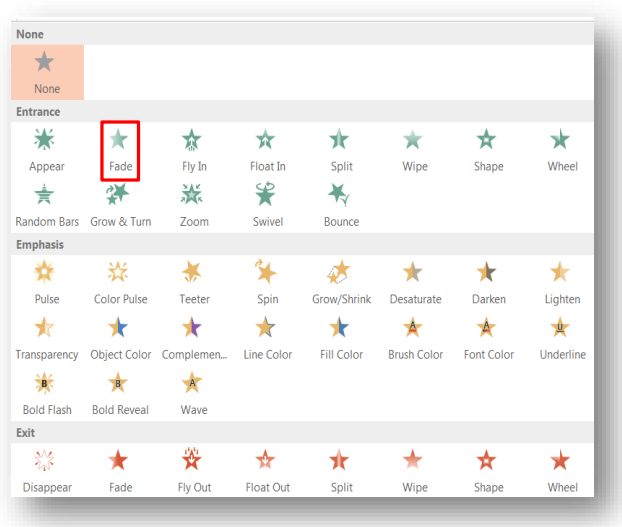 None
None
Entrance
Appear Fade Fly In Float In Split Wipe Shape Wheel
Random Bars Grow & Turn Zoom Swivel Bounce
Emphasis
Pulse Color Pulse Teeter Spin Grow/Shrink Desaturate Darken Lighten
Transparency Object Color Complemen... Line Color Fill Color Brush Color Font Color Underline
Bold Flash Bold Reveal Wave
Exit
Disappear Fade Fly Out Float Out Split Wipe Shape Wheel